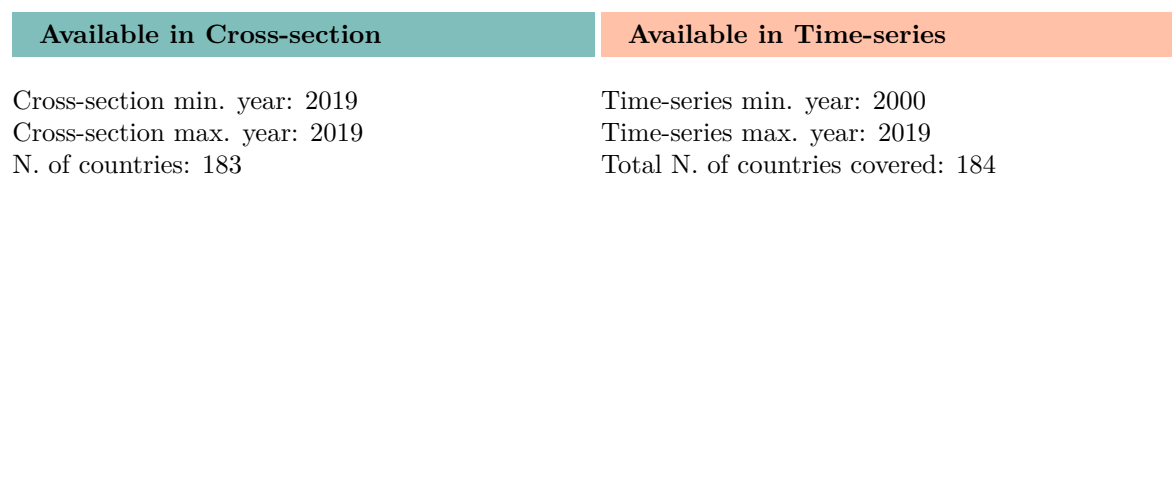 Available in Cross-section
Cross-section min. year: 2019
Cross-section max. year: 2019
N. of countries: 183
Available in Time-series
Time-series min. year: 2000
Time-series max. year: 2019
Total N. of countries covered: 184